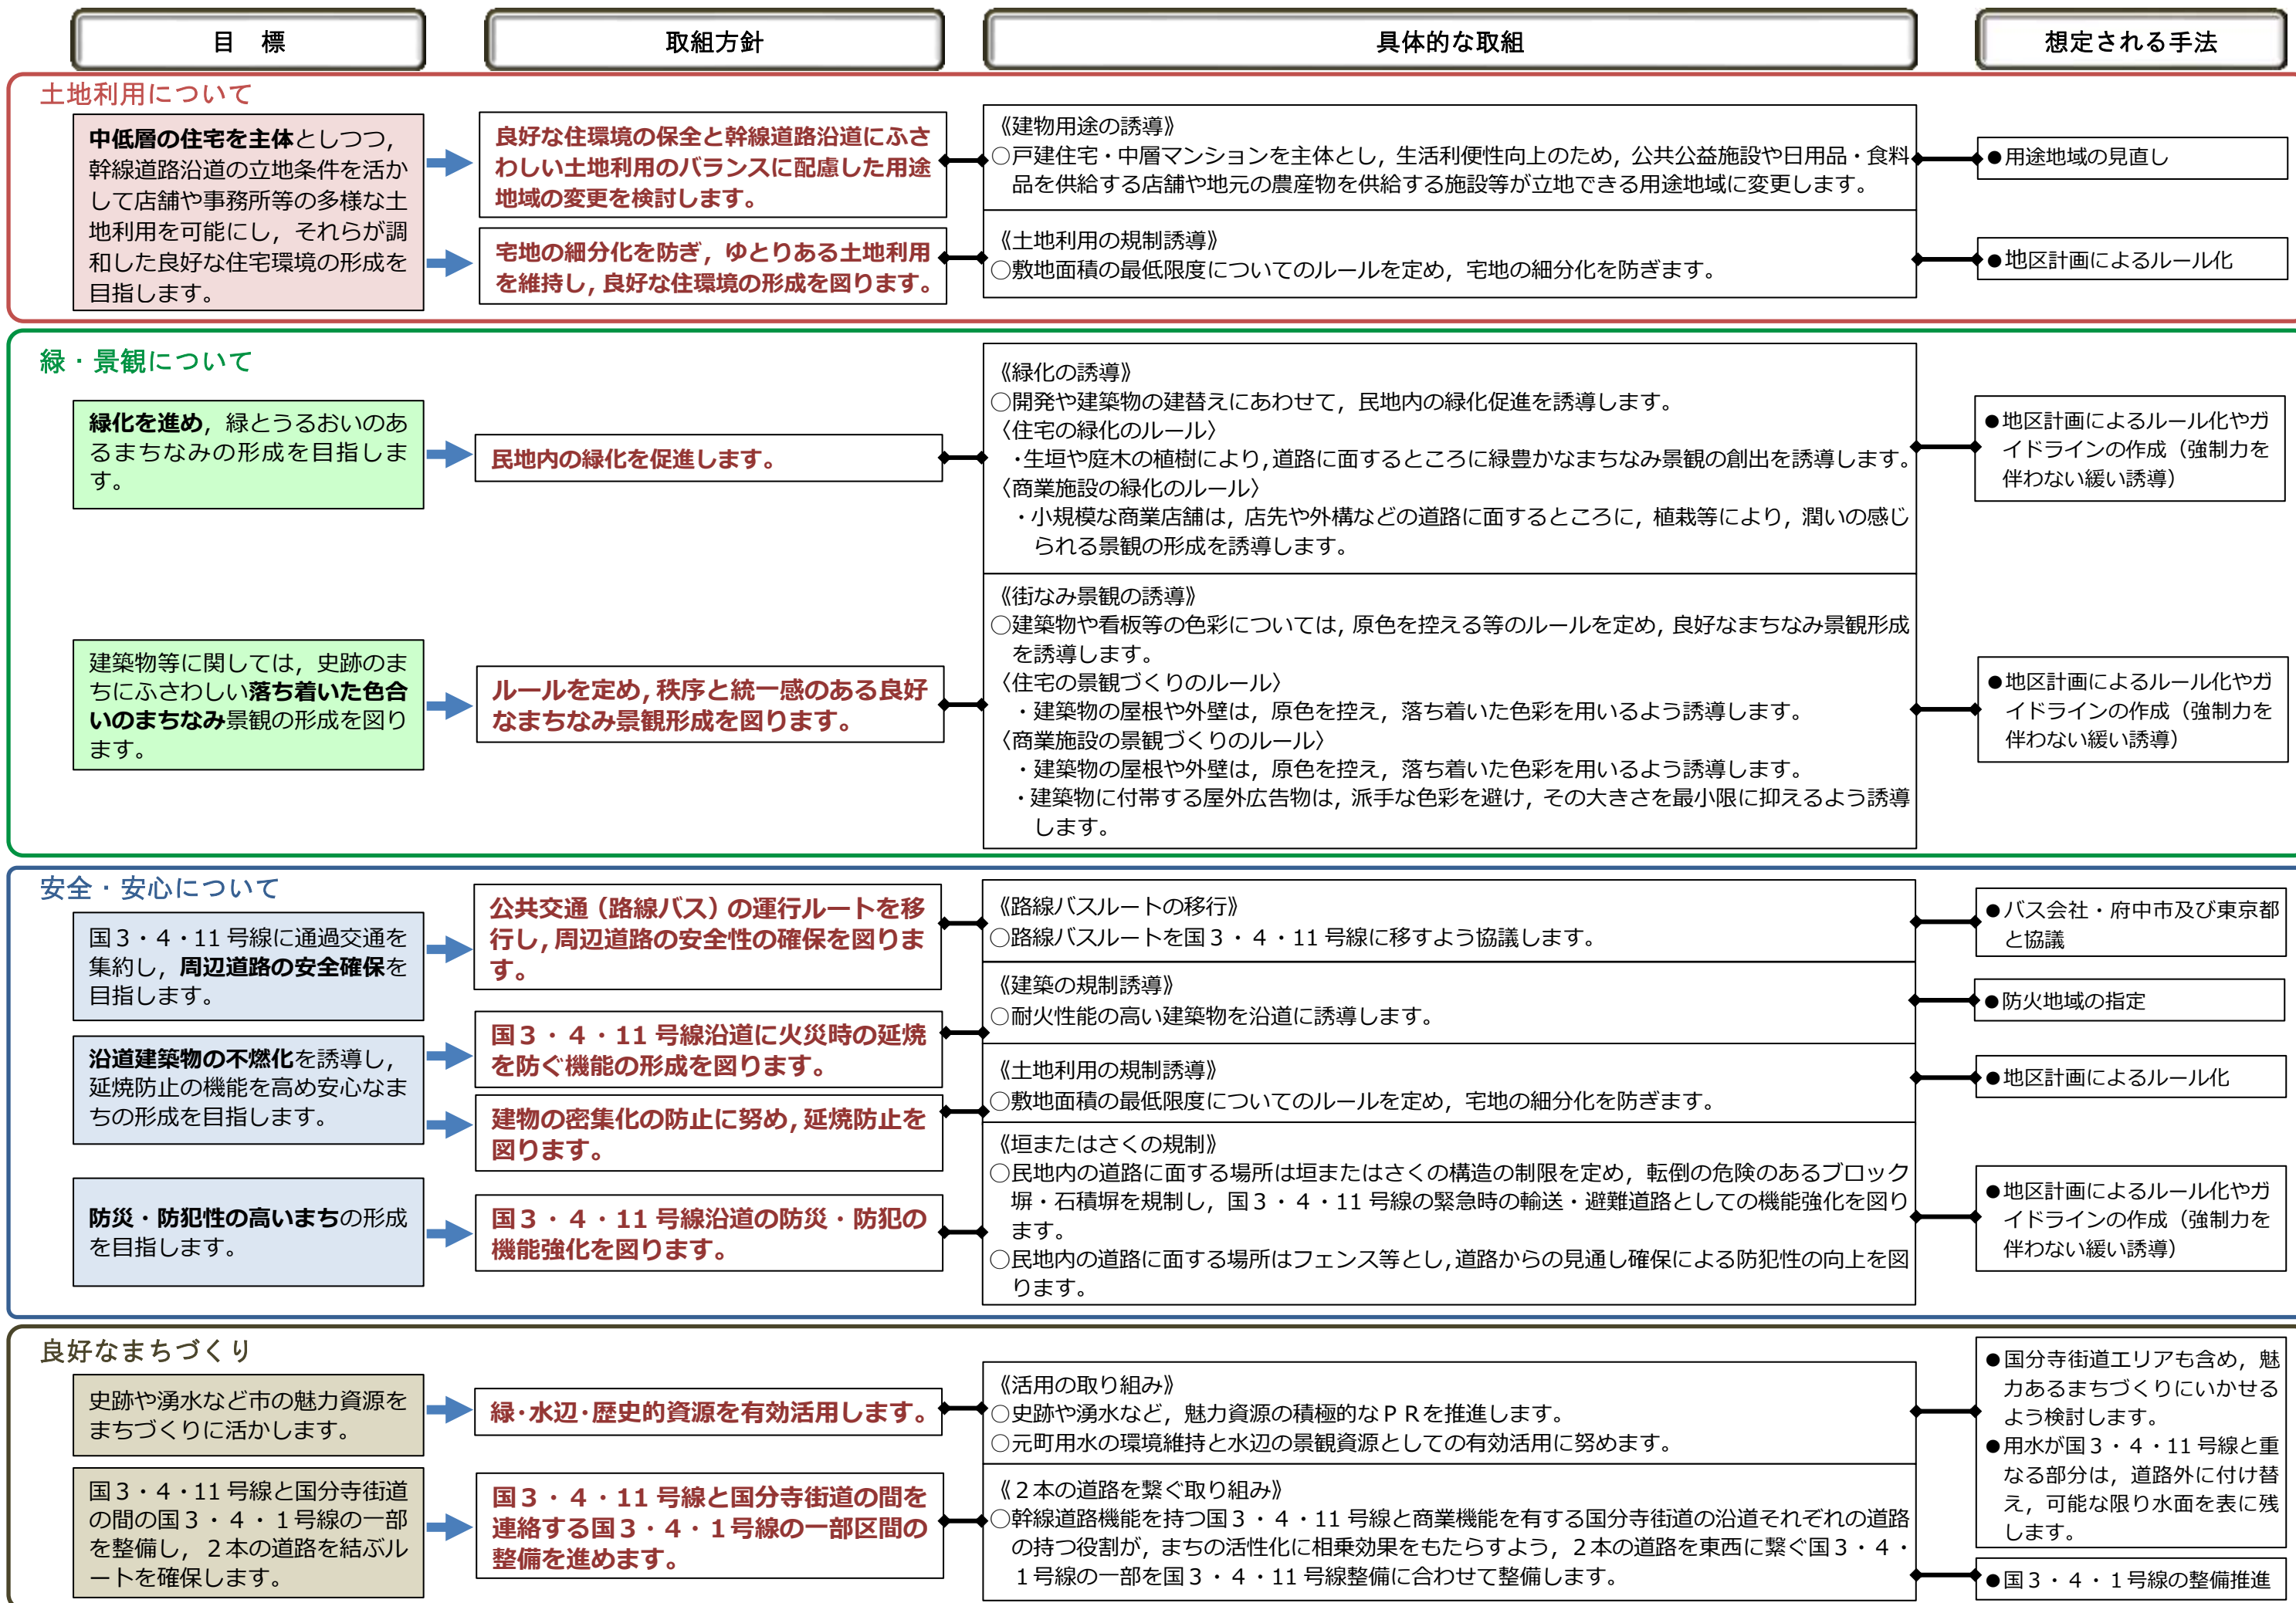 目　標
取組方針
具体的な取組
想定される手法
土地利用について
中低層の住宅を主体としつつ，
幹線道路沿道の立地条件を活か
して店舗や事務所等の多様な土
地利用を可能にし，それらが調
和した良好な住宅環境の形成を
目指します。
良好な住環境の保全と幹線道路沿道にふさ
わしい土地利用のバランスに配慮した用途
地域の変更を検討します。
宅地の細分化を防ぎ，ゆとりある土地利用
を維持し，良好な住環境の形成を図ります。
《建物用途の誘導》
○戸建住宅・中層マンションを主体とし，生活利便性向上のため，公共公益施設や日用品・食料
品を供給する店舗や地元の農産物を供給する施設等が立地できる用途地域に変更します。
《土地利用の規制誘導》
○敷地面積の最低限度についてのルールを定め，宅地の細分化を防ぎます。
●用途地域の見直し
●地区計画によるルール化
緑・景観について
緑化を進め，緑とうるおいのあ
るまちなみの形成を目指しま
す。
民地内の緑化を促進します。
《緑化の誘導》
○開発や建築物の建替えにあわせて，民地内の緑化促進を誘導します。
〈住宅の緑化のルール〉
・生垣や庭木の植樹により，道路に面するところに緑豊かなまちなみ景観の創出を誘導します。
〈商業施設の緑化のルール〉
・小規模な商業店舗は，店先や外構などの道路に面するところに，植栽等により，潤いの感じ
られる景観の形成を誘導します。
●地区計画によるルール化やガ
イドラインの作成（強制力を
伴わない緩い誘導）
建築物等に関しては，史跡のま
ちにふさわしい落ち着いた色合
いのまちなみ景観の形成を図り
ます。
ルールを定め，秩序と統一感のある良好
なまちなみ景観形成を図ります。
《街なみ景観の誘導》
○建築物や看板等の色彩については，原色を控える等のルールを定め，良好なまちなみ景観形成
を誘導します。
〈住宅の景観づくりのルール〉
・建築物の屋根や外壁は，原色を控え，落ち着いた色彩を用いるよう誘導します。
〈商業施設の景観づくりのルール〉
・建築物の屋根や外壁は，原色を控え，落ち着いた色彩を用いるよう誘導します。
・建築物に付帯する屋外広告物は，派手な色彩を避け，その大きさを最小限に抑えるよう誘導
します。
●地区計画によるルール化やガ
イドラインの作成（強制力を
伴わない緩い誘導）
安全・安心について
国３・４・11 号線に通過交通を
集約し，周辺道路の安全確保を
目指します。
沿道建築物の不燃化を誘導し，
延焼防止の機能を高め安心なま
ちの形成を目指します。
防災・防犯性の高いまちの形成
を目指します。
公共交通（路線バス）の運行ルートを移
行し，周辺道路の安全性の確保を図りま
す。
国３・４・11 号線沿道に火災時の延焼
を防ぐ機能の形成を図ります。
建物の密集化の防止に努め，延焼防止を
図ります。
国３・４・11 号線沿道の防災・防犯の
機能強化を図ります。
《路線バスルートの移行》
○路線バスルートを国３・４・11 号線に移すよう協議します。
《建築の規制誘導》
○耐火性能の高い建築物を沿道に誘導します。
《土地利用の規制誘導》
○敷地面積の最低限度についてのルールを定め，宅地の細分化を防ぎます。
《垣またはさくの規制》
○民地内の道路に面する場所は垣またはさくの構造の制限を定め，転倒の危険のあるブロック
塀・石積塀を規制し，国３・４・11 号線の緊急時の輸送・避難道路としての機能強化を図り
ます。
○民地内の道路に面する場所はフェンス等とし，道路からの見通し確保による防犯性の向上を図
ります。
●バス会社・府中市及び東京都
と協議
●防火地域の指定
●地区計画によるルール化
●地区計画によるルール化やガ
イドラインの作成（強制力を
伴わない緩い誘導）
良好なまちづくり
史跡や湧水など市の魅力資源を
まちづくりに活かします。
国３・４・11 号線と国分寺街道
の間の国３・４・１号線の一部
を整備し，２本の道路を結ぶル
ートを確保します。
緑・水辺・歴史的資源を有効活用します。
国３・４・11 号線と国分寺街道の間を
連絡する国３・４・１号線の一部区間の
整備を進めます。
《活用の取り組み》
○史跡や湧水など，魅力資源の積極的なＰＲを推進します。
○元町用水の環境維持と水辺の景観資源としての有効活用に努めます。
《２本の道路を繋ぐ取り組み》
○幹線道路機能を持つ国３・４・11 号線と商業機能を有する国分寺街道の沿道それぞれの道路
の持つ役割が，まちの活性化に相乗効果をもたらすよう，２本の道路を東西に繋ぐ国３・４・
１号線の一部を国３・４・11 号線整備に合わせて整備します。
●国分寺街道エリアも含め，魅
力あるまちづくりにいかせる
よう検討します。
●用水が国３・４・11 号線と重
なる部分は，道路外に付け替
え，可能な限り水面を表に残
します。
●国３・４・１号線の整備推進